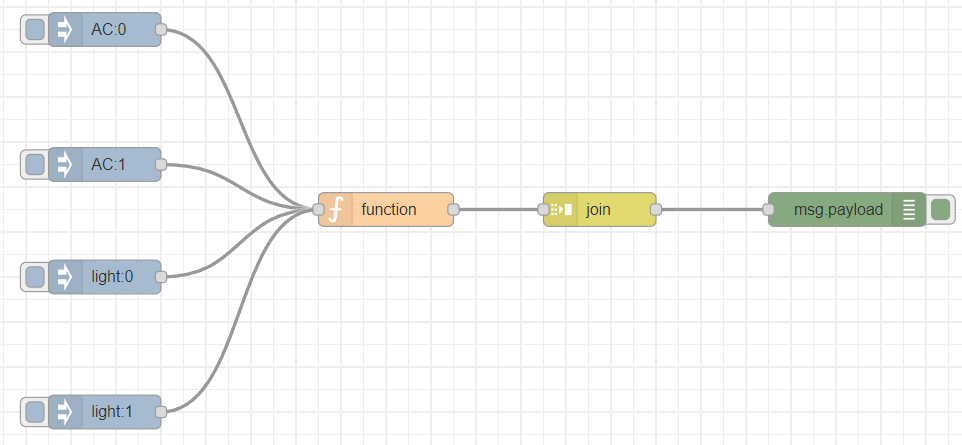 AC:0
AC:1
function
join
msg.payload
light:0
light:1